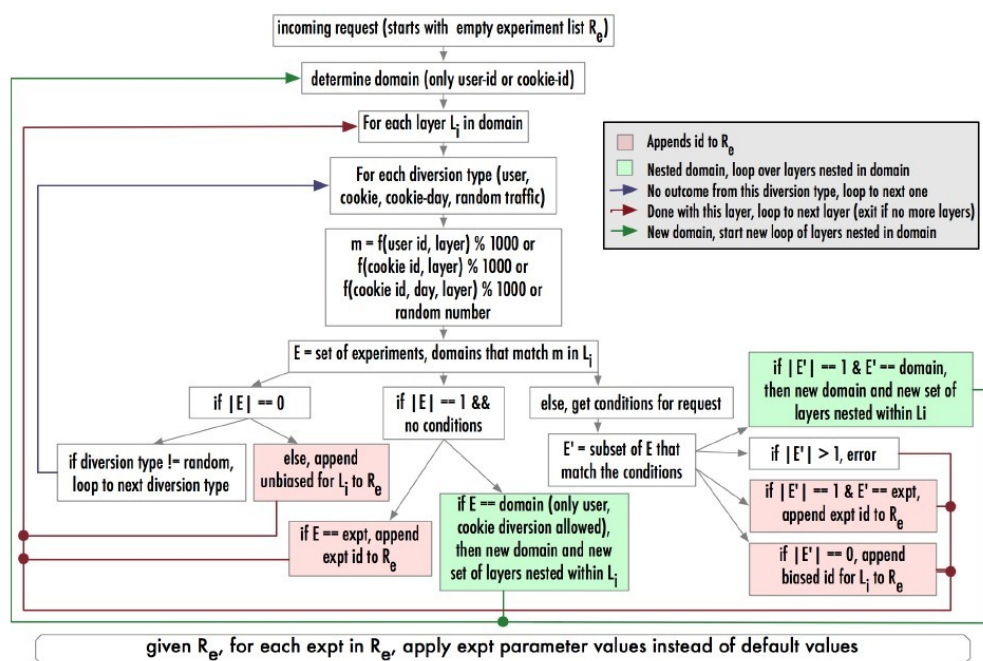 incoming request (starts with empty experiment list Re)
determine domain (only user-id or cookie-id)
For each layer Li in domain
For each diversion type (user,
cookie, cookie-day, random traffic)
m = f(user id, layer) % 1000 or
f(cookie id, layer) % 1000 or
f(cookie id, day, layer) % 1000 or
random number
E = set of experiments, domains that match m in Li
Appends id to Re
Nested domain, loop over layers nested in domain
No outcome from this diversion type, loop to next one
Done with this layer, loop to next layer (exit if no more layers)
New domain, start new loop of layers nested in domain
if |E| == 0
if diversion type != random,
loop to next diversion type
else, append
unbiased for Li to Re
if |E| == 1 &&
no conditions
if E == expt, append
expt id to Re
if E == domain (only user,
cookie diversion allowed),
then new domain and new
set of layers nested within Li
else, get conditions for request
E' = subset of E that
match the conditions
if |E'| == 1 & E' == domain,
then new domain and new set of
layers nested within Li
if |E'| > 1, error
if |E'| == 1 & E' == expt,
append expt id to Re
if |E'| == 0, append
biased id for Li to Re
given Re, for each expt in Re, apply expt parameter values instead of default values